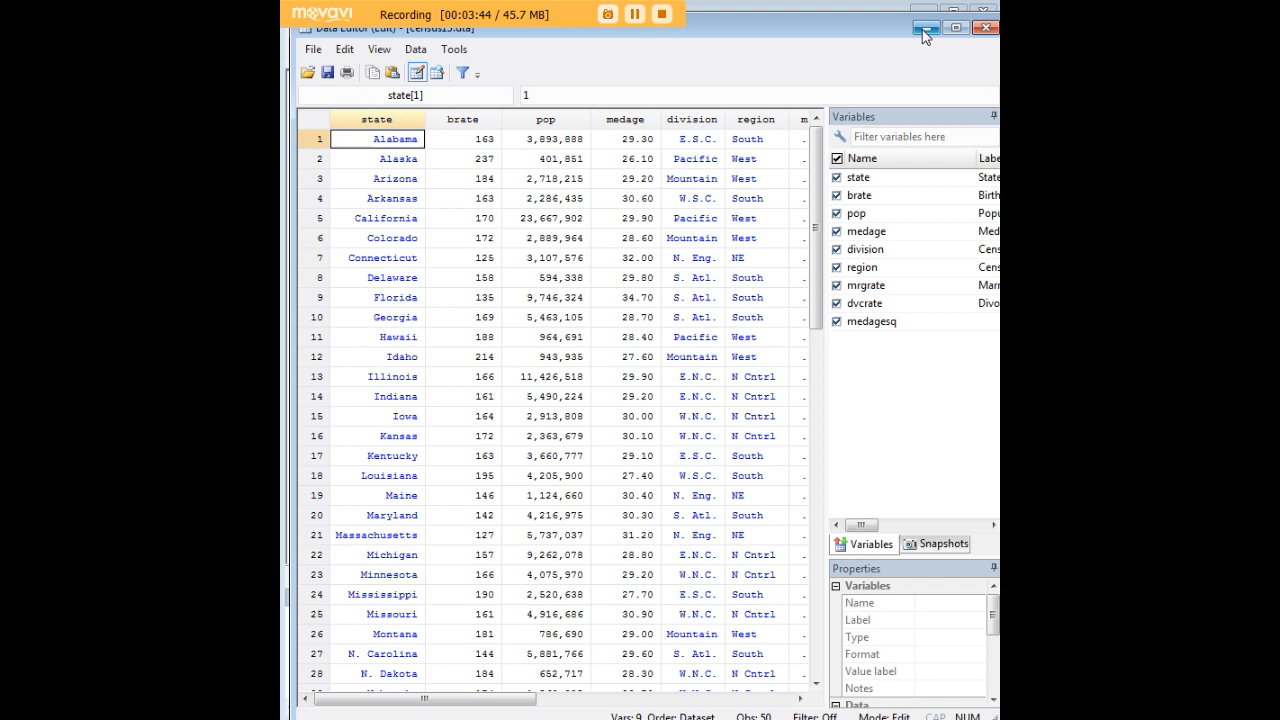 movavi Recording [00:03:44 / 45.7 MB]
Data Editor (Edit) - [census13.dta]
File Edit View Data Tools
state[1] 1
state brate pop medage division region m
1 Alabama 163 3,893,888 29.30 E.S.C. South .
2 Alaska 237 401,851 26.10 Pacific West .
3 Arizona 184 2,718,215 29.20 Mountain West .
4 Arkansas 163 2,286,435 30.60 W.S.C. South .
5 California 170 23,667,902 29.90 Pacific West .
6 Colorado 172 2,889,964 28.60 Mountain West .
7 Connecticut 125 3,107,576 32.00 N. Eng. NE .
8 Delaware 158 594,338 29.80 S. Atl. South .
9 Florida 135 9,746,324 34.70 S. Atl. South .
10 Georgia 169 5,463,105 28.70 S. Atl. South .
11 Hawaii 188 964,691 28.40 Pacific West .
12 Idaho 214 943,935 27.60 Mountain West .
13 Illinois 166 11,426,518 29.90 E.N.C. N Cntrl .
14 Indiana 161 5,490,224 29.20 E.N.C. N Cntrl .
15 Iowa 164 2,913,808 30.00 W.N.C. N Cntrl .
16 Kansas 172 2,363,679 30.10 W.N.C. N Cntrl .
17 Kentucky 163 3,660,777 29.10 E.S.C. South .
18 Louisiana 195 4,205,900 27.40 W.S.C. South .
19 Maine 146 1,124,660 30.40 N. Eng. NE .
20 Maryland 142 4,216,975 30.30 S. Atl. South .
21 Massachusetts 127 5,737,037 31.20 N. Eng. NE .
22 Michigan 157 9,262,078 28.80 E.N.C. N Cntrl .
23 Minnesota 166 4,075,970 29.20 W.N.C. N Cntrl .
24 Mississippi 190 2,520,638 27.70 E.S.C. South .
25 Missouri 161 4,916,686 30.90 W.N.C. N Cntrl .
26 Montana 181 786,690 29.00 Mountain West .
27 N. Carolina 144 5,881,766 29.60 S. Atl. South .
28 N. Dakota 184 652,717 28.30 W.N.C. N Cntrl .
Variables
Filter variables here
Name Labe
state State
brate Birth
pop Popu
medage Med
division Cens
region Cens
mrgrate Marr
dvcrate Divo
medagesq
Variables Snapshots
Properties
Variables
Name
Label
Type
Format
Value label
Notes
Data
Vars: 9 Order: Dataset Obs: 50 Filter: Off Mode: Edit CAP NUM